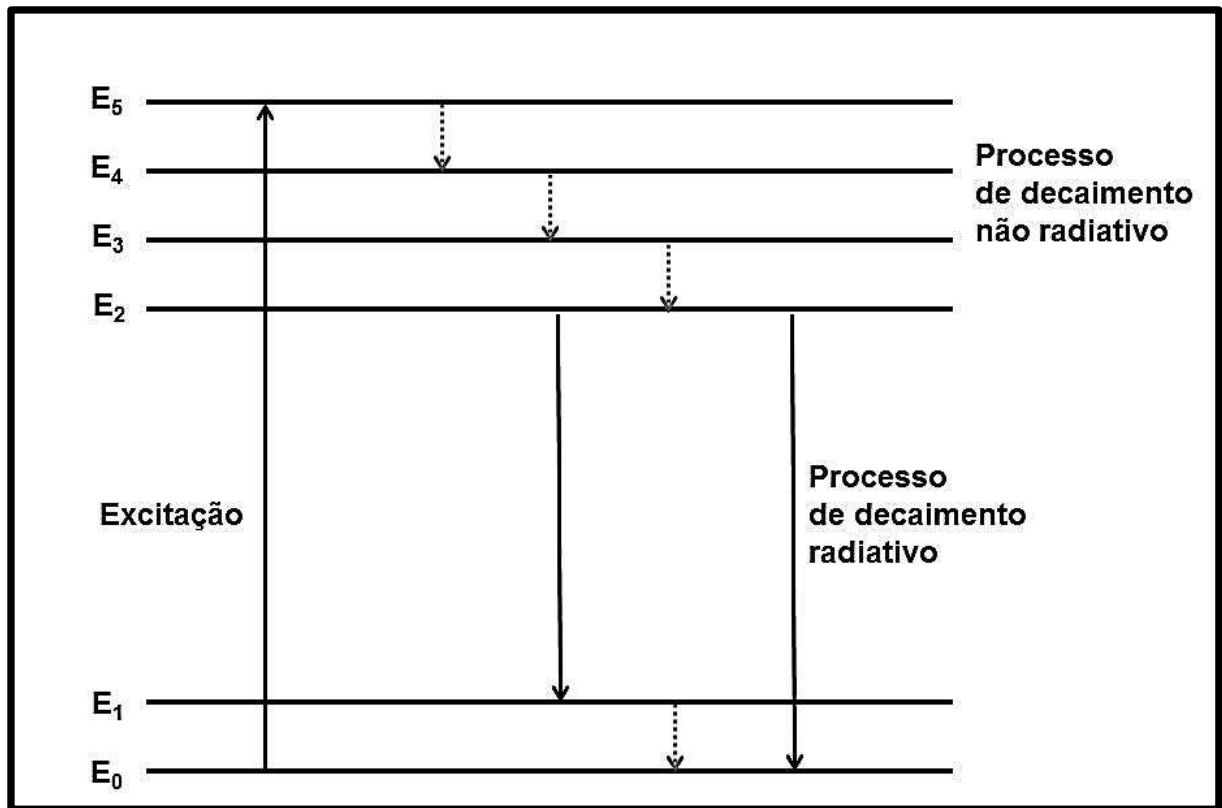 E₅
E₄
E₃
E₂
Processo
de decaimento
não radiativo
Excitação
Processo
de decaimento
radiativo
E₁
E₀